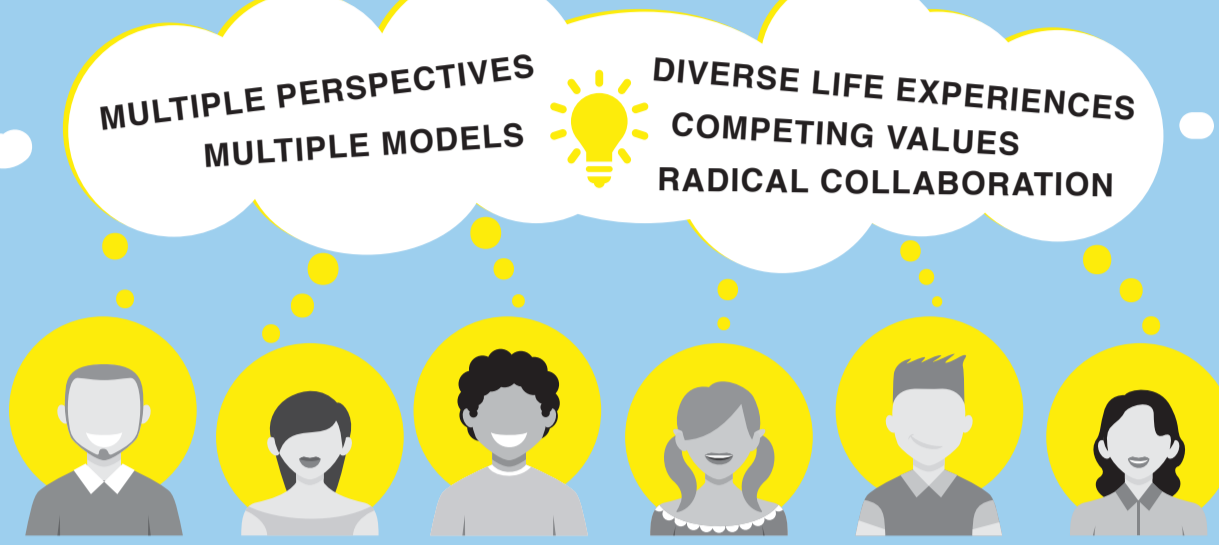 MULTIPLE PERSPECTIVES
MULTIPLE MODELS
DIVERSE LIFE EXPERIENCES
COMPETING VALUES
RADICAL COLLABORATION